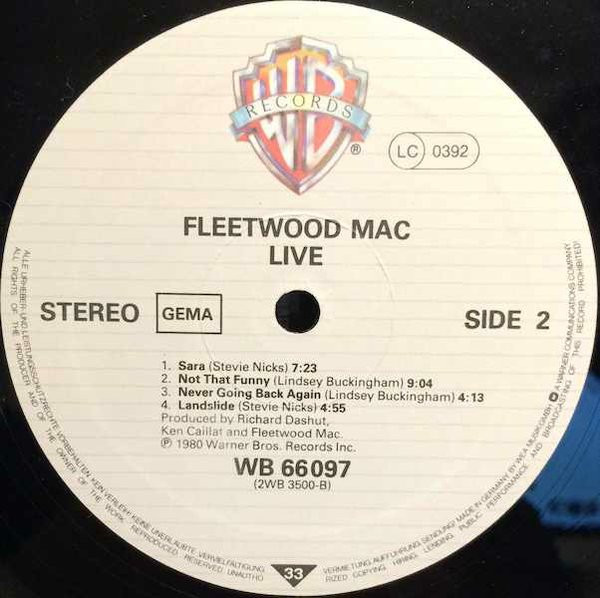 RECORDS
®
LC 0392
FLEETWOOD MAC
LIVE
STEREO GEMA SIDE 2
1. Sara (Stevie Nicks) 7:23
2. Not That Funny (Lindsey Buckingham) 9:04
3. Never Going Back Again (Lindsey Buckingham) 4:13
4. Landslide (Stevie Nicks) 4:55
Produced by Richard Dashut,
Ken Caillat and Fleetwood Mac.
℗ 1980 Warner Bros. Records Inc.
WB 66 097
(2WB 3500-B)
33
ALLE URHEBER- UND LEISTUNGSSCHUTZRECHTE VORBEHALTEN. KEIN VERLEIH! KEINE UNERLAUBTE VERVIELFÄLTIGUNG, VERMIETUNG, AUFFÜHRUNG, SENDUNG! MADE IN GERMANY BY WEA MUSIK GMBH A WARNER COMMUNICATIONS COMPANY
ALL RIGHTS OF THE PRODUCER AND OF THE OWNER OF THE WORK REPRODUCED RESERVED. UNAUTHORIZED COPYING, HIRING, LENDING, PUBLIC PERFORMANCE AND BROADCASTING OF THIS RECORD PROHIBITED!